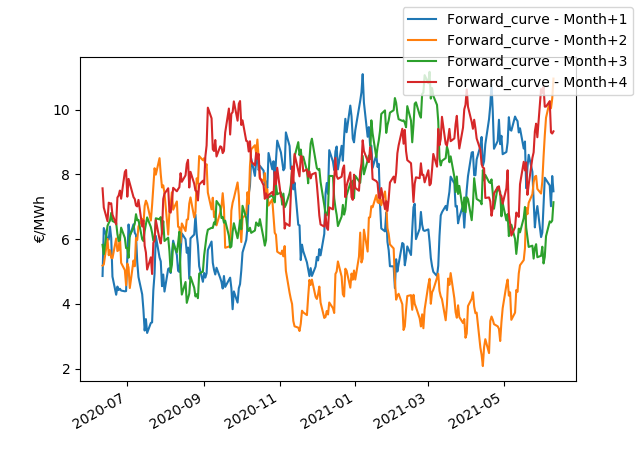 Forward_curve - Month+1
Forward_curve - Month+2
Forward_curve - Month+3
Forward_curve - Month+4
10
8
6
4
2
€/MWh
2020-07
2020-09
2020-11
2021-01
2021-03
2021-05